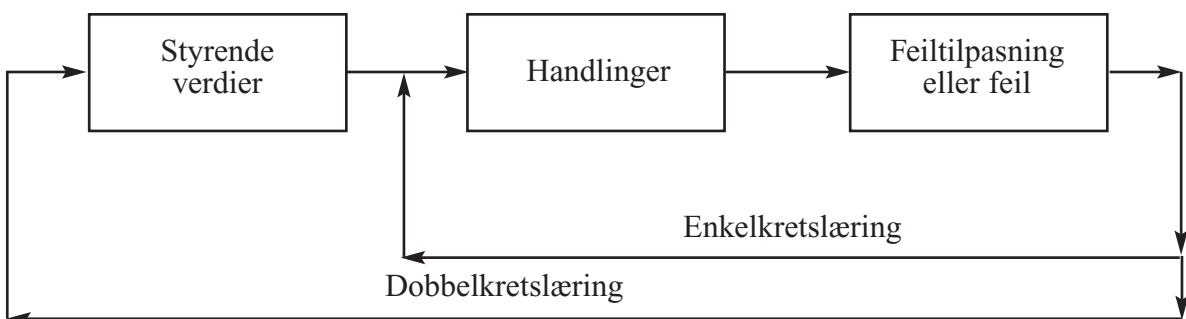 Styrende
verdier
Handlinger
Feiltilpasning
eller feil
Enkelkretslæring
Dobbelkretslæring